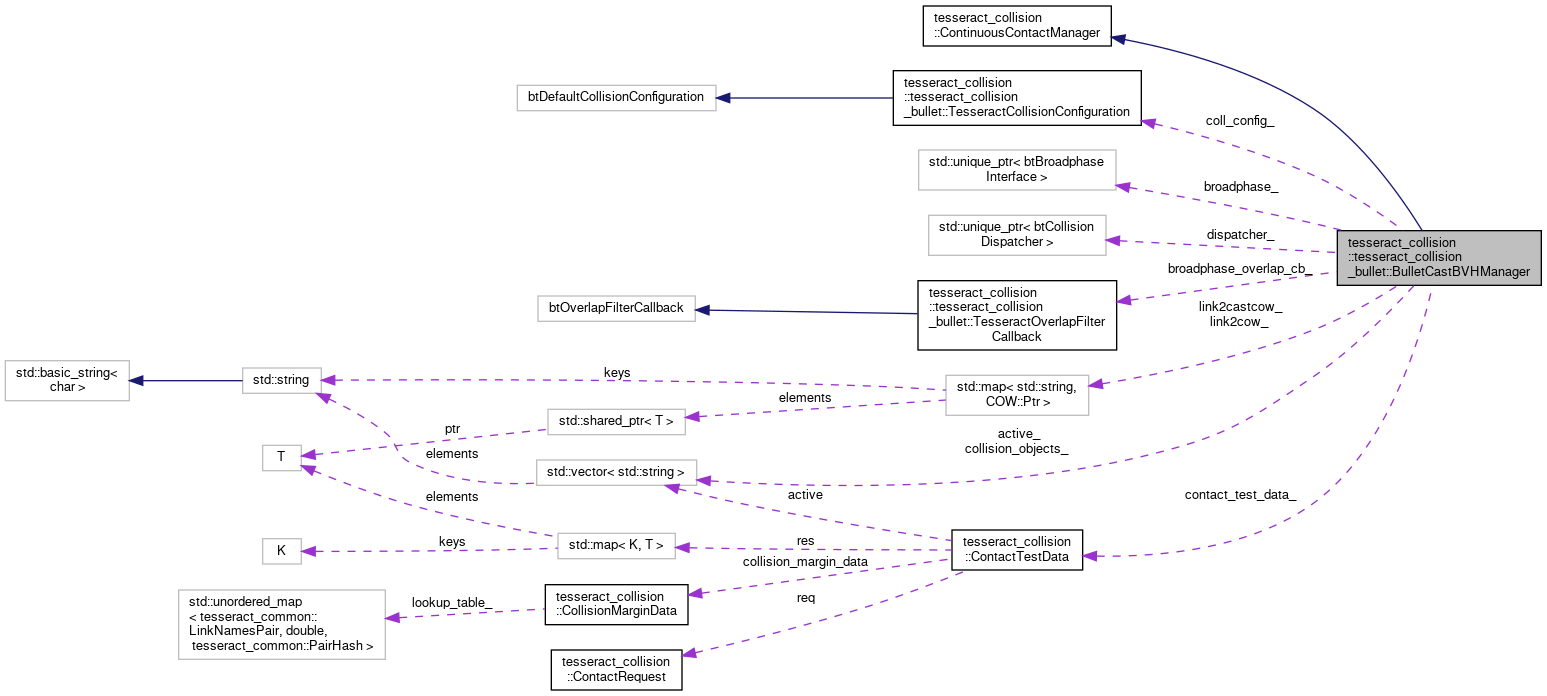 tesseract_collision
::ContinuousContactManager
btDefaultCollisionConfiguration
tesseract_collision
::tesseract_collision
_bullet::TesseractCollisionConfiguration
coll_config_
std::unique_ptr< btBroadphase
Interface >
broadphase_
std::unique_ptr< btCollision
Dispatcher >
dispatcher_
tesseract_collision
::tesseract_collision
_bullet::BulletCastBVHManager
broadphase_overlap_cb_
btOverlapFilterCallback
tesseract_collision
::tesseract_collision
_bullet::TesseractOverlapFilter
Callback
link2castcow_
link2cow_
std::basic_string<
char >
std::string
keys
std::map< std::string,
COW::Ptr >
elements
std::shared_ptr< T >
ptr
T
elements
std::vector< std::string >
active_
collision_objects_
active
elements
contact_test_data_
K
keys
std::map< K, T >
res
tesseract_collision
::ContactTestData
collision_margin_data
std::unordered_map
< tesseract_common::
LinkNamesPair, double,
tesseract_common::PairHash >
lookup_table_
tesseract_collision
::CollisionMarginData
req
tesseract_collision
::ContactRequest